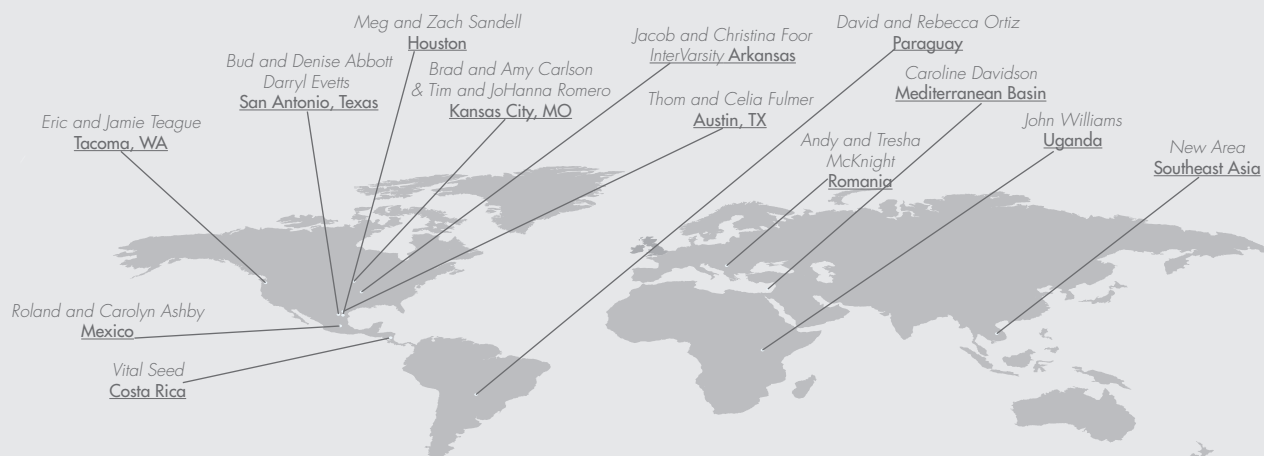 Meg and Zach Sandell
Houston
Bud and Denise Abbott
Darryl Evetts
San Antonio, Texas
Brad and Amy Carlson
& Tim and JoHanna Romero
Kansas City, MO
Jacob and Christina Foor
InterVarsity Arkansas
Thom and Celia Fulmer
Austin, TX
David and Rebecca Ortiz
Paraguay
Caroline Davidson
Mediterranean Basin
John Williams
Uganda
Andy and Tresha
McKnight
Romania
New Area
Southeast Asia
Eric and Jamie Teague
Tacoma, WA
Roland and Carolyn Ashby
Mexico
Vital Seed
Costa Rica